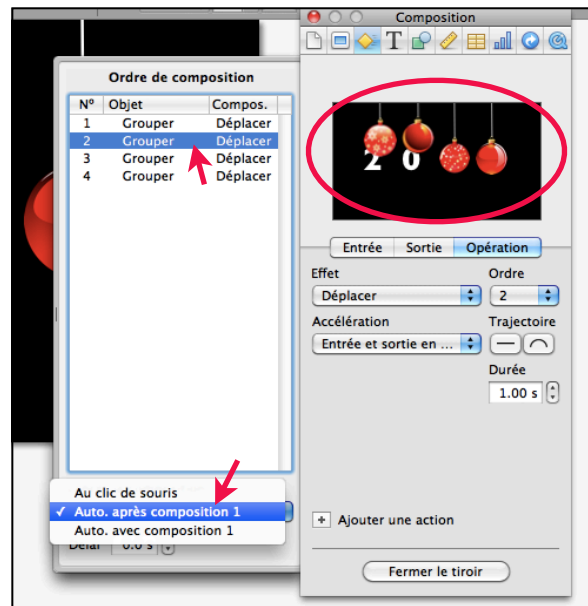 Composition
T
Ordre de composition
Nº Objet Compos.
1 Grouper Déplacer
2 Grouper Déplacer
3 Grouper Déplacer
4 Grouper Déplacer
2 0
Entrée Sortie Opération
Effet Ordre
Déplacer 2
Accélération Trajectoire
Entrée et sortie en ...
Durée
1.00 s
Au clic de souris
✓ Auto. après composition 1
Auto. avec composition 1
Délai 0.0 s
+ Ajouter une action
Fermer le tiroir